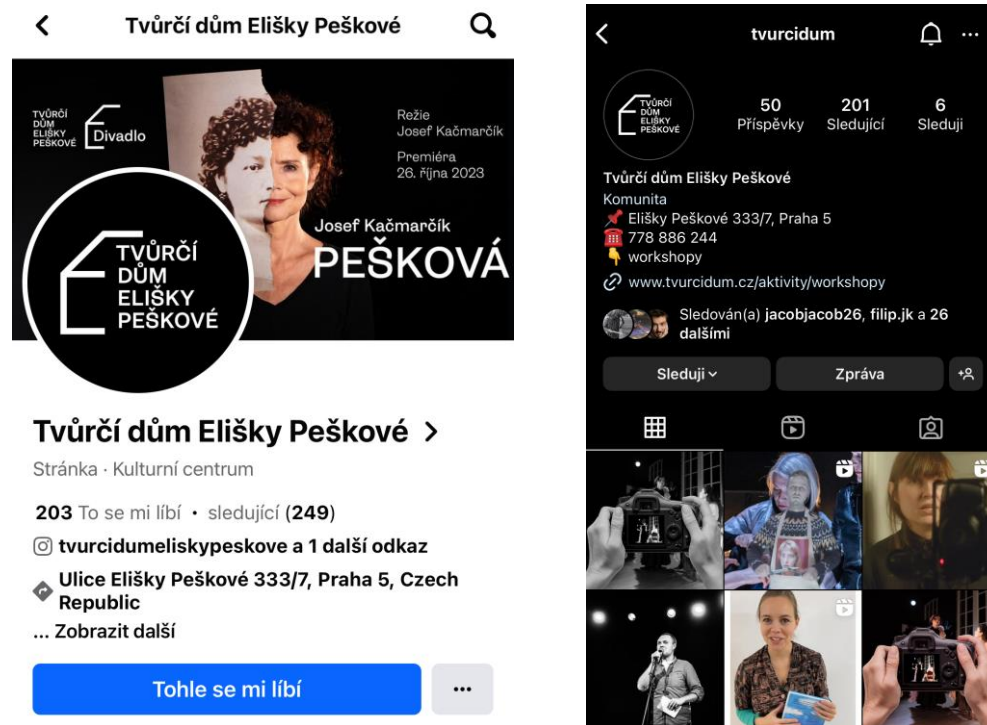 Tvůrčí dům Elišky Peškové
TVŮRČÍ
DŮM
ELIŠKY
PEŠKOVÉ
Divadlo
Režie
Josef Kačmarčík
Premiéra
26. října 2023
Josef Kačmarčík
PEŠKOVÁ
TVŮRČÍ
DŮM
ELIŠKY
PEŠKOVÉ
Tvůrčí dům Elišky Peškové
Stránka · Kulturní centrum
203 To se mi líbí • sledující (249)
tvurcidumeliskypeskove a 1 další odkaz
Ulice Elišky Peškové 333/7, Praha 5, Czech
Republic
... Zobrazit další
Tohle se mi líbí
tvurcidum
TVŮRČÍ
DŮM
ELIŠKY
PEŠKOVÉ
50 201 6
Příspěvky Sledující Sleduji
Tvůrčí dům Elišky Peškové
Komunita
Elišky Peškové 333/7, Praha 5
778 886 244
workshopy
www.tvurcidum.cz/aktivity/workshopy
Sledován(a) jacobjacob26, filip.jk a 26
dalšími
Sleduji Zpráva